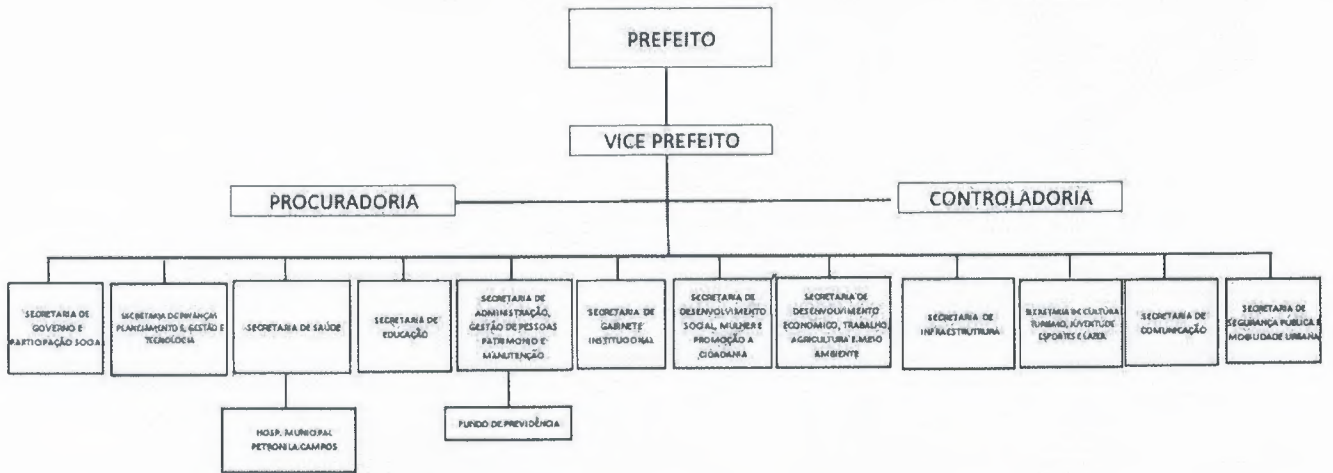 PREFEITO
VICE PREFEITO
PROCURADORIA
CONTROLADORIA
SECRETARIA DE
GOVERNO E
PARTICIPAÇÃO SOCIAL
SECRETARIA DE FINANÇAS
PLANEJAMENTO E, GESTÃO E
TECNOLOGIA
SECRETARIA DE SAÚDE
SECRETARIA DE
EDUCAÇÃO
SECRETARIA DE
ADMINISTRAÇÃO,
GESTÃO DE PESSOAS
PATRIMONIO E
MANUTENÇÃO
SECRETARIA DE
GABINETE
INSTITUCIONAL
SECRETARIA DE
DESENVOLVIMENTO
SOCIAL, MULHER E
PROMOÇÃO A
CIDADANIA
SECRETARIA DE
DESENVOLVIMENTO
ECONOMICO, TRABALHO,
AGRICULTURA E MEIO
AMBIENTE
SECRETARIA DE
INFRAESTRUTRURA
SECRETARIA DE CULTURA
TURISMO, JUVENTUDE
ESPORTES E LAZER
SECRETARIA DE
COMUNICAÇÃO
SECRETARIA DE
SEGURANÇA PÚBLICA E
MOBILIDADE URBANA
HOSP. MUNICIPAL
PETRONILA CAMPOS
FUNDO DE PREVIDÊNCIA